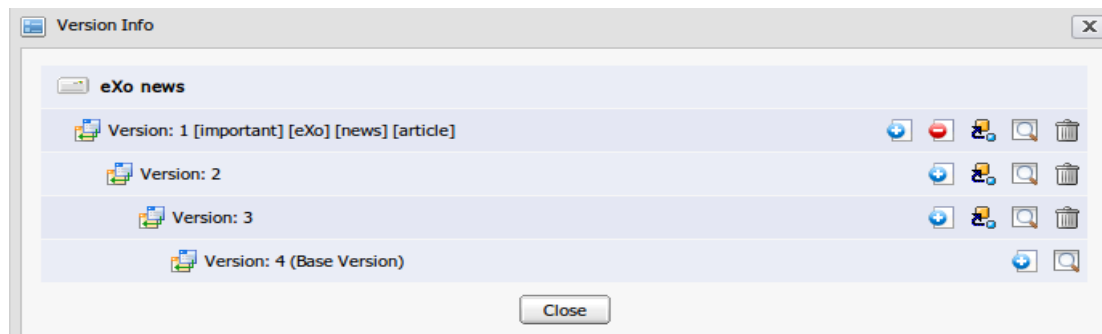 Version Info
eXo news
Version: 1 [important] [eXo] [news] [article]
Version: 2
Version: 3
Version: 4 (Base Version)
Close